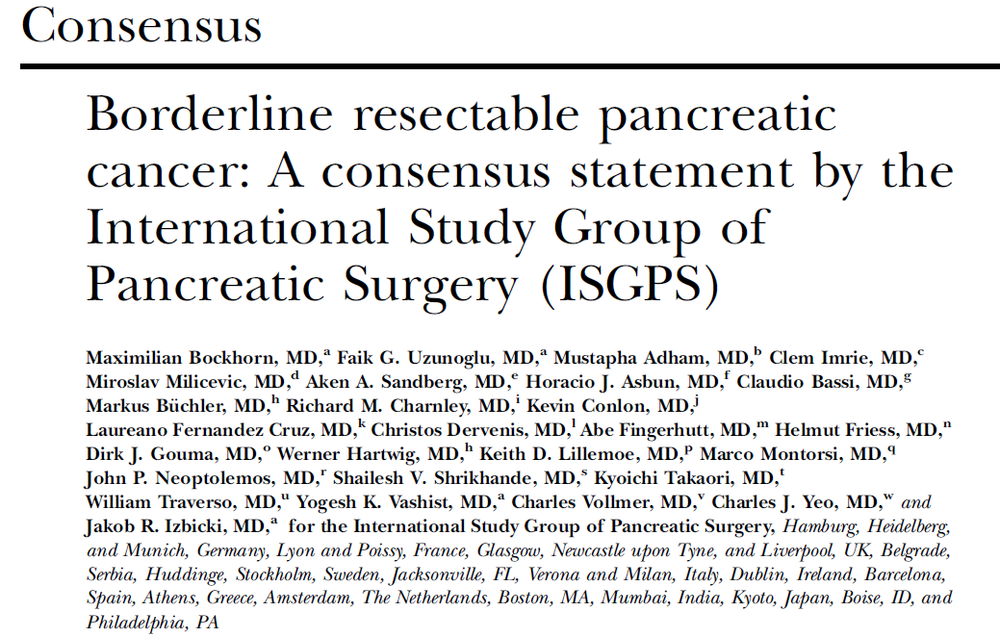 Consensus
Borderline resectable pancreatic
cancer: A consensus statement by the
International Study Group of
Pancreatic Surgery (ISGPS)
Maximilian Bockhorn, MD,a Faik G. Uzunoglu, MD,a Mustapha Adham, MD,b Clem Imrie, MD,c
Miroslav Milicevic, MD,d Aken A. Sandberg, MD,e Horacio J. Asbun, MD,f Claudio Bassi, MD,g
Markus Büchler, MD,h Richard M. Charnley, MD,i Kevin Conlon, MD,j
Laureano Fernandez Cruz, MD,k Christos Dervenis, MD,l Abe Fingerhutt, MD,m Helmut Friess, MD,n
Dirk J. Gouma, MD,o Werner Hartwig, MD,h Keith D. Lillemoe, MD,p Marco Montorsi, MD,q
John P. Neoptolemos, MD,r Shailesh V. Shrikhande, MD,s Kyoichi Takaori, MD,t
William Traverso, MD,u Yogesh K. Vashist, MD,a Charles Vollmer, MD,v Charles J. Yeo, MD,w and
Jakob R. Izbicki, MD,a for the International Study Group of Pancreatic Surgery, Hamburg, Heidelberg,
and Munich, Germany, Lyon and Poissy, France, Glasgow, Newcastle upon Tyne, and Liverpool, UK, Belgrade,
Serbia, Huddinge, Stockholm, Sweden, Jacksonville, FL, Verona and Milan, Italy, Dublin, Ireland, Barcelona,
Spain, Athens, Greece, Amsterdam, The Netherlands, Boston, MA, Mumbai, India, Kyoto, Japan, Boise, ID, and
Philadelphia, PA